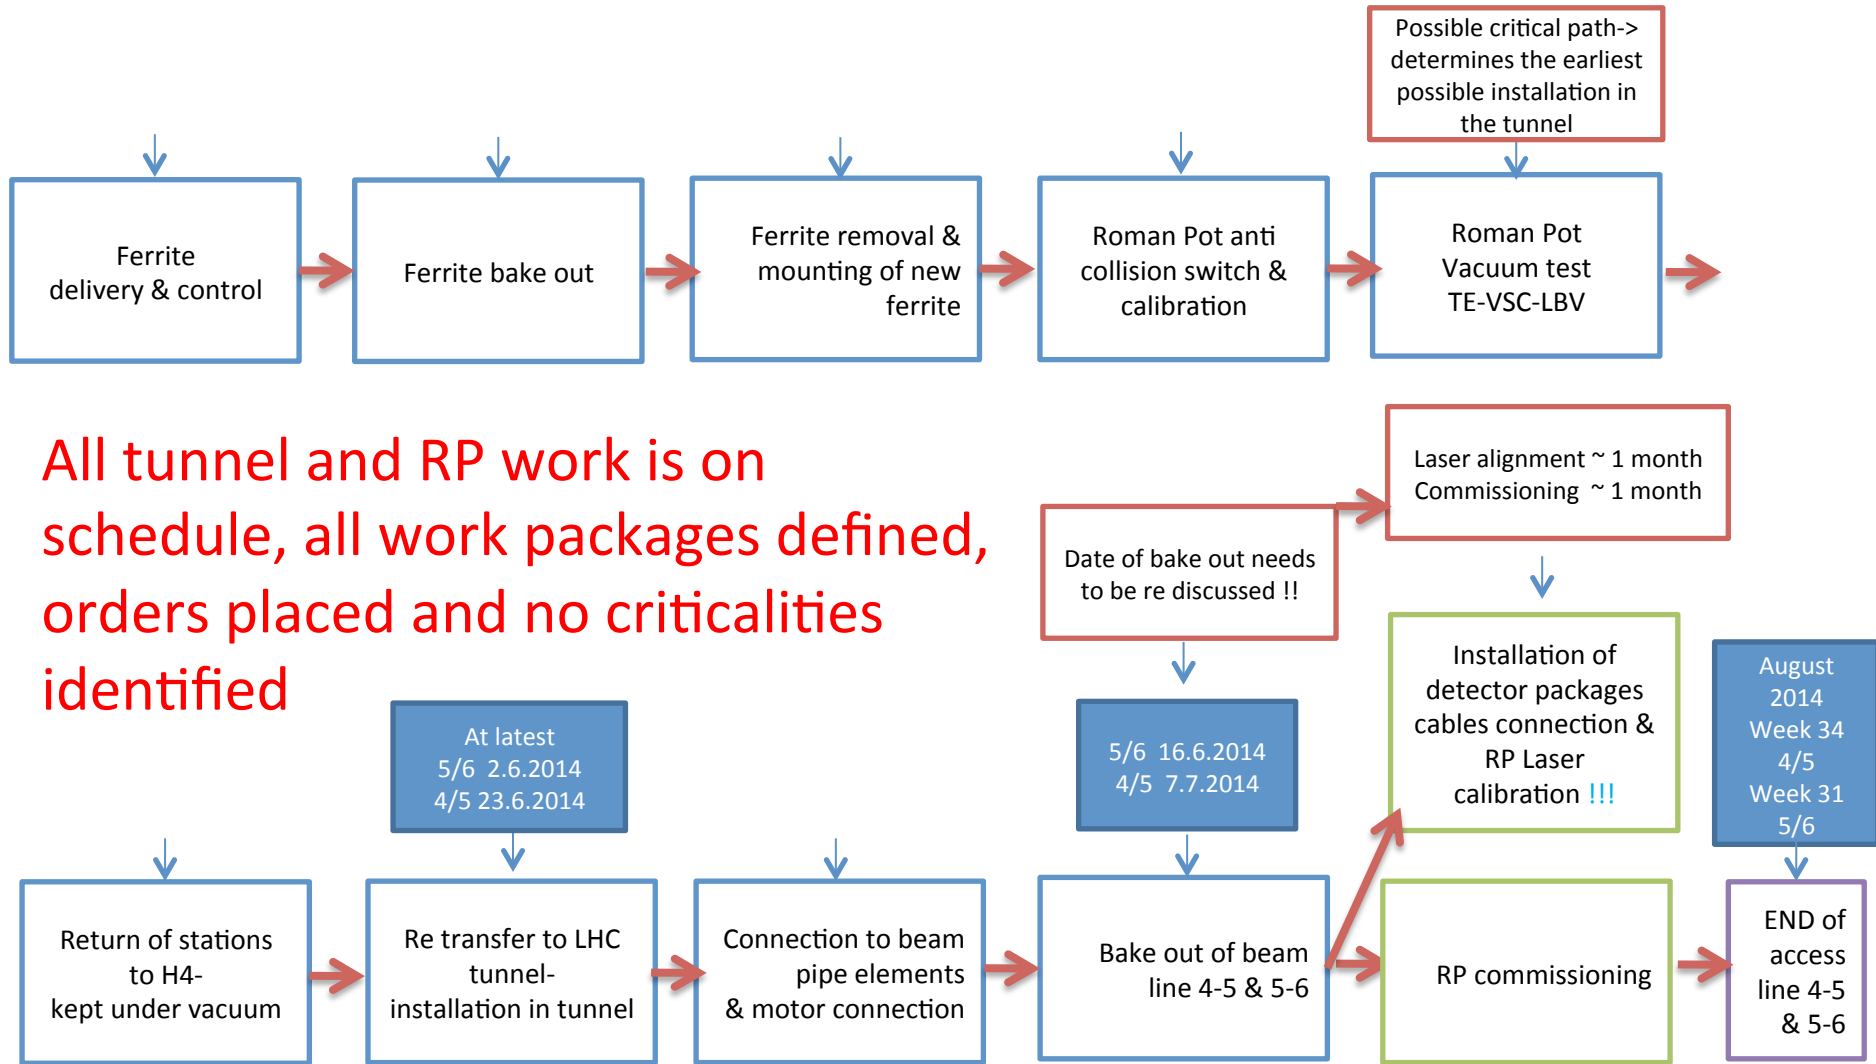 Possible critical path->
determines the earliest
possible installation in
the tunnel
Ferrite
delivery & control
Ferrite bake out
Ferrite removal &
mounting of new
ferrite
Roman Pot anti
collision switch &
calibration
Roman Pot
Vacuum test
TE-VSC-LBV
All tunnel and RP work is on
schedule, all work packages defined,
orders placed and no criticalities
identified
Laser alignment ~ 1 month
Commissioning ~ 1 month
Date of bake out needs
to be re discussed !!
Installation of
detector packages
cables connection &
RP Laser
calibration !!!
At latest
5/6 2.6.2014
4/5 23.6.2014
5/6 16.6.2014
4/5 7.7.2014
August
2014
Week 34
4/5
Week 31
5/6
Return of stations
to H4-
kept under vacuum
Re transfer to LHC
tunnel-
installation in tunnel
Connection to beam
pipe elements
& motor connection
Bake out of beam
line 4-5 & 5-6
RP commissioning
END of
access
line 4-5
& 5-6